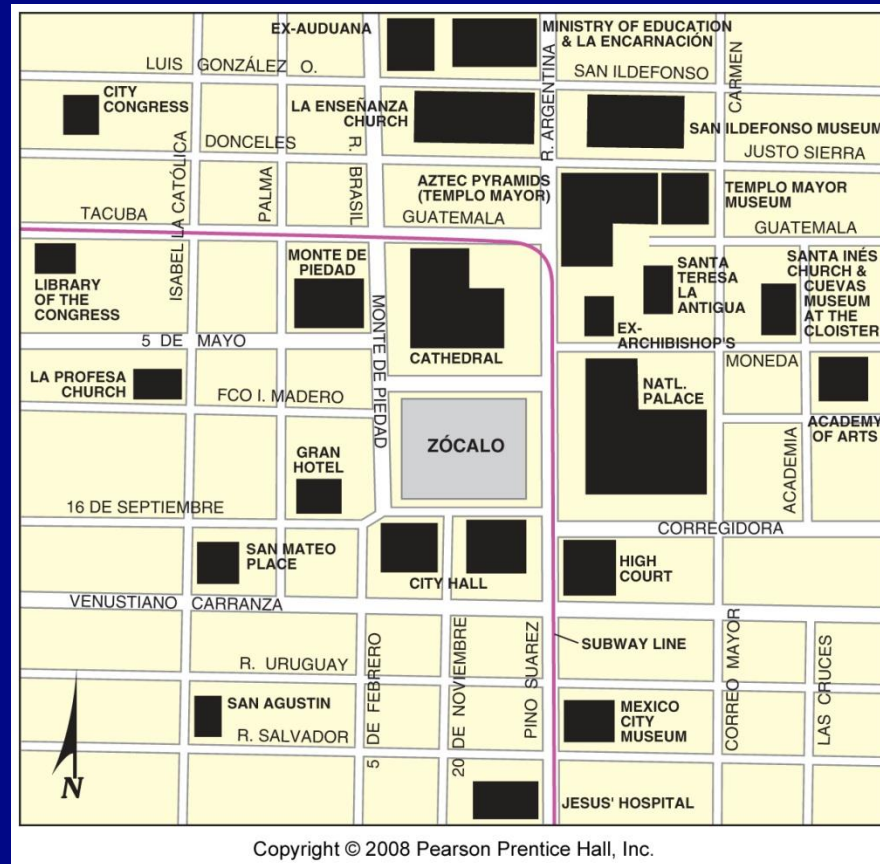 EX-AUDUANA
MINISTRY OF EDUCATION
& LA ENCARNACIÓN
LUIS GONZÁLEZ O.
SAN ILDEFONSO
CARMEN
R. ARGENTINA
CITY
CONGRESS
LA ENSEÑANZA
CHURCH
SAN ILDEFONSO MUSEUM
DONCELES
R. BRASIL
JUSTO SIERRA
ISABEL LA CATÓLICA
PALMA
AZTEC PYRAMIDS
(TEMPLO MAYOR)
TEMPLO MAYOR
MUSEUM
TACUBA
GUATEMALA
GUATEMALA
LIBRARY
OF THE
CONGRESS
MONTE DE
PIEDAD
SANTA
TERESA
LA
ANTIGUA
SANTA INÉS
CHURCH &
CUEVAS
MUSEUM
AT THE
CLOISTER
MONTE DE PIEDAD
5 DE MAYO
CATHEDRAL
EX-
ARCHIBISHOP'S
MONEDA
LA PROFESA
CHURCH
FCO I. MADERO
NATL.
PALACE
ACADEMY
OF ARTS
ZÓCALO
GRAN
HOTEL
ACADEMIA
16 DE SEPTIEMBRE
CORREGIDORA
SAN MATEO
PLACE
CITY HALL
HIGH
COURT
VENUSTIANO CARRANZA
SUBWAY LINE
R. URUGUAY
5 DE FEBRERO
20 DE NOVIEMBRE
PINO SUAREZ
CORREO MAYOR
LAS CRUCES
SAN AGUSTIN
R. SALVADOR
MEXICO
CITY
MUSEUM
N
JESUS' HOSPITAL
Copyright © 2008 Pearson Prentice Hall, Inc.